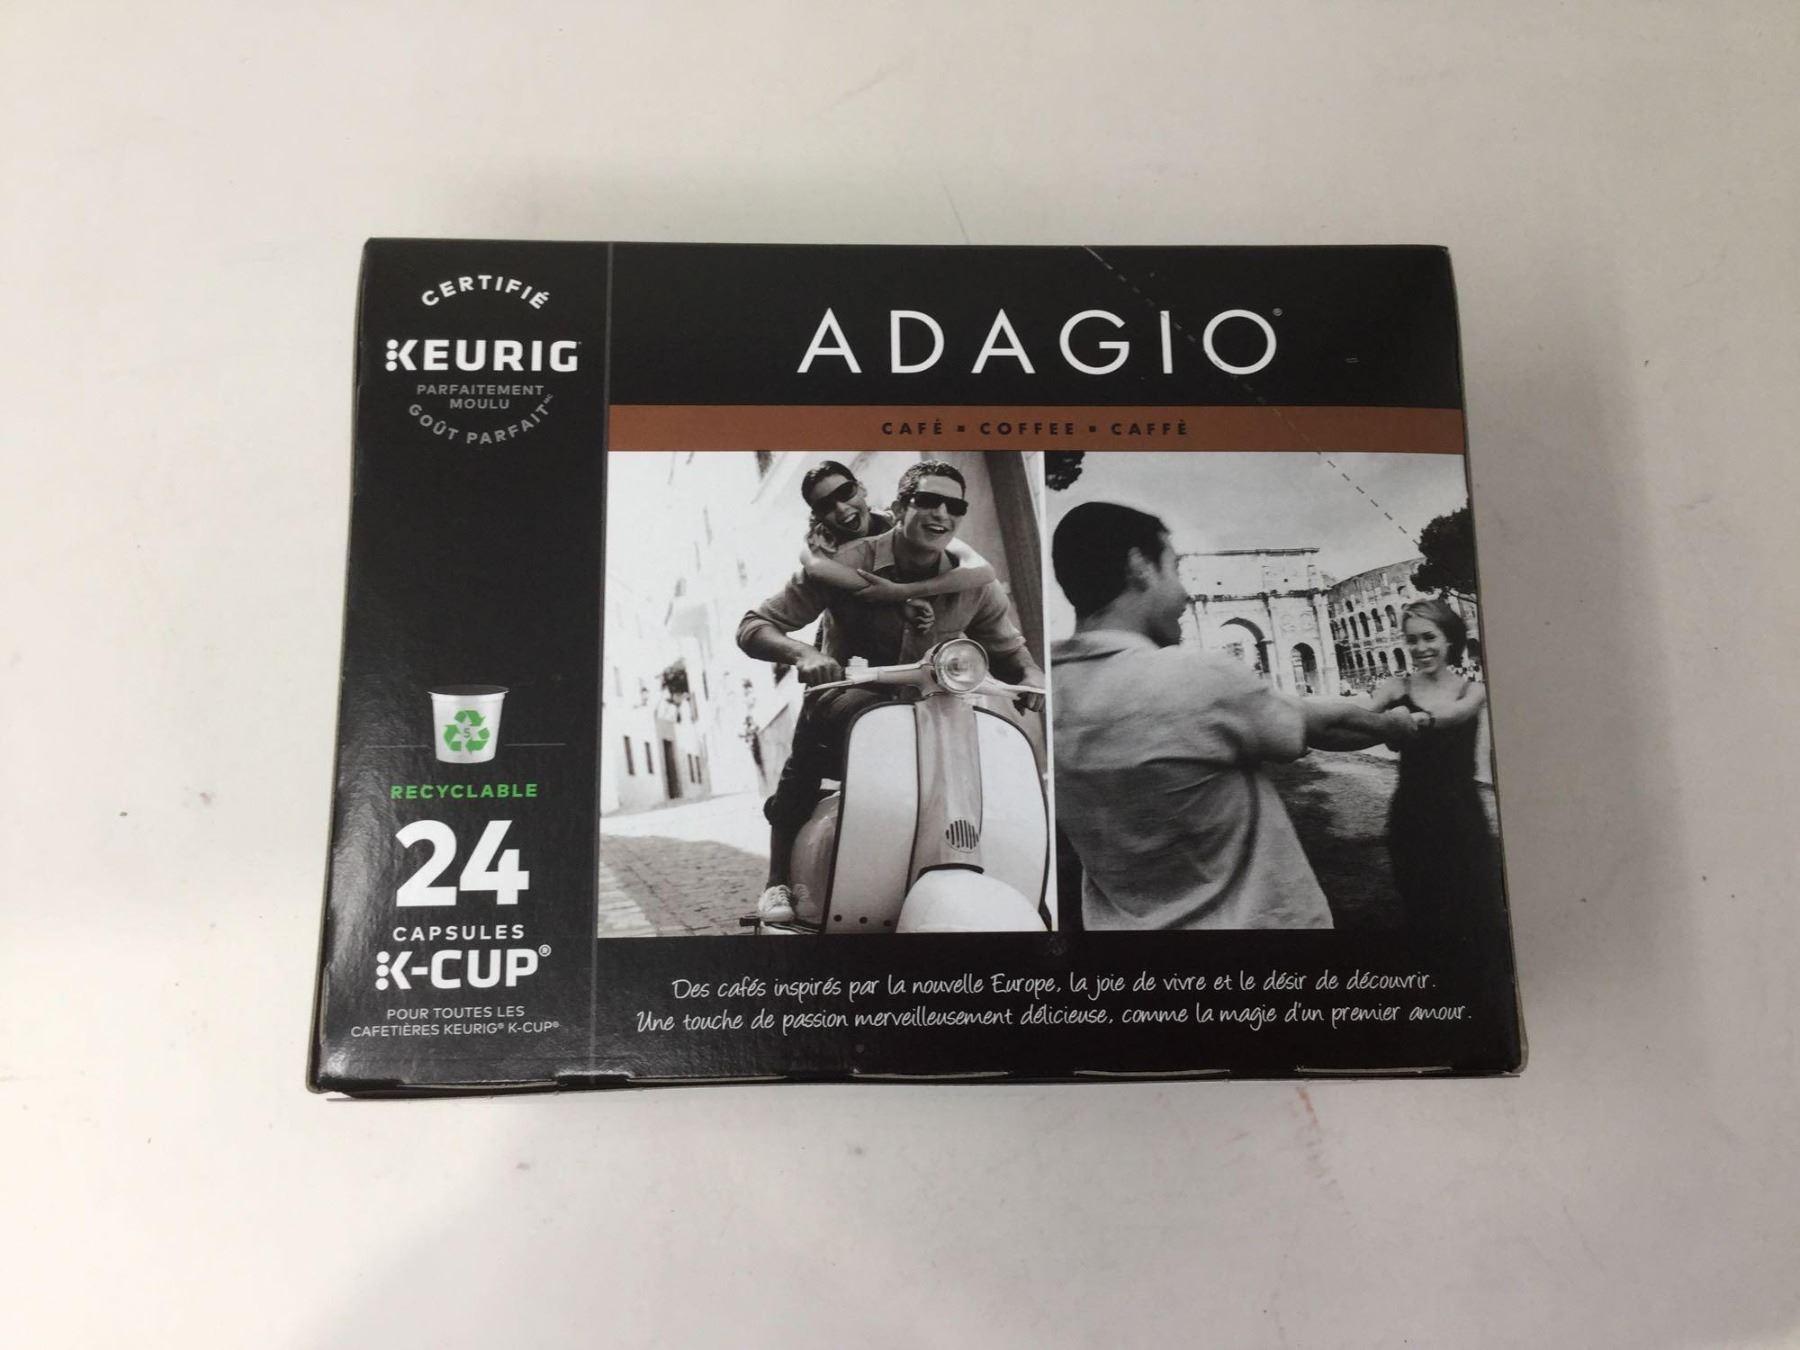 CERTIFIÉ
KEURIG
PARFAITEMENT
MOULU
GOÛT PARFAIT MC
RECYCLABLE
5
24
CAPSULES
K-CUP®
POUR TOUTES LES
CAFETIÈRES KEURIG® K-CUP®
ADAGIO®
CAFÉ ▪ COFFEE ▪ CAFFÈ
Des cafés inspirés par la nouvelle Europe, la joie de vivre et le désir de découvrir.
Une touche de passion merveilleusement délicieuse, comme la magie d'un premier amour.